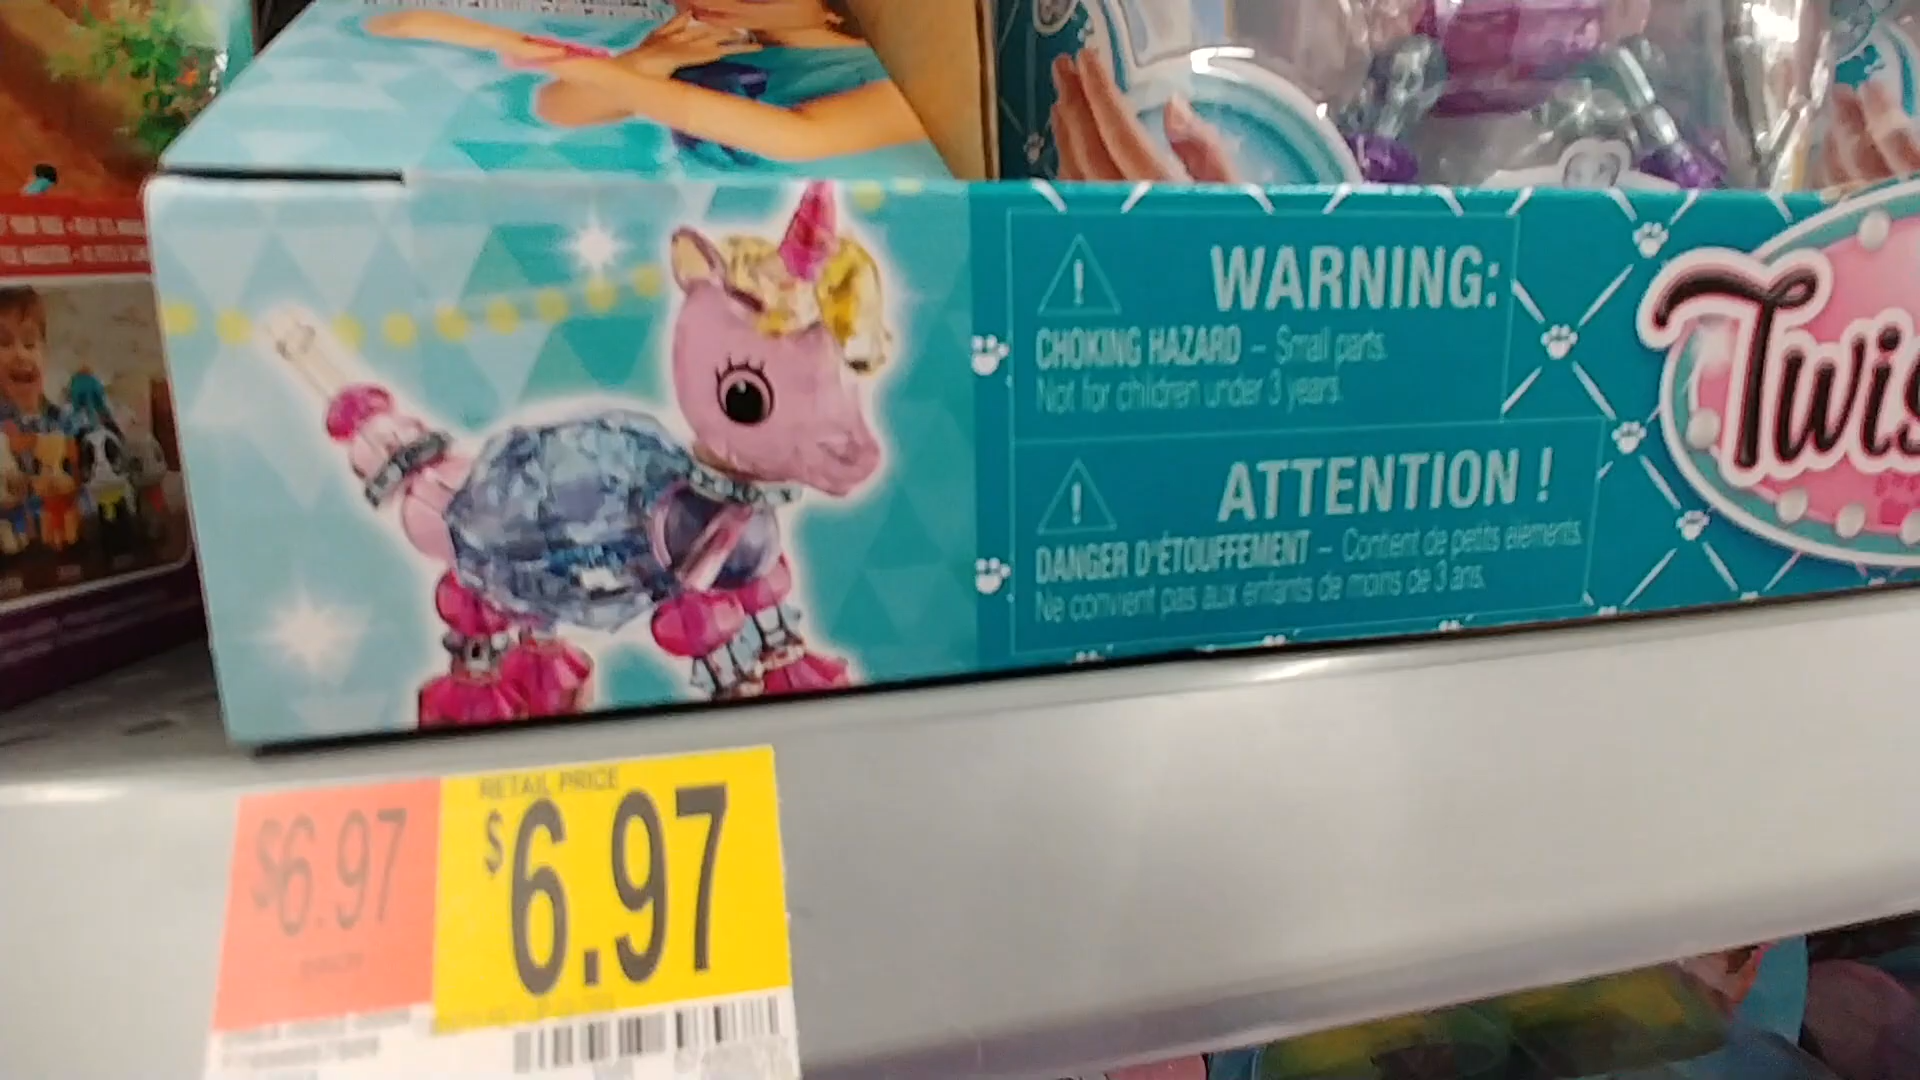 WARNING:
CHOKING HAZARD – Small parts.
Not for children under 3 years.
ATTENTION !
DANGER D'ÉTOUFFEMENT – Contient de petits éléments.
Ne convient pas aux enfants de moins de 3 ans.
Twis
$6.97
RETAIL PRICE
$6.97